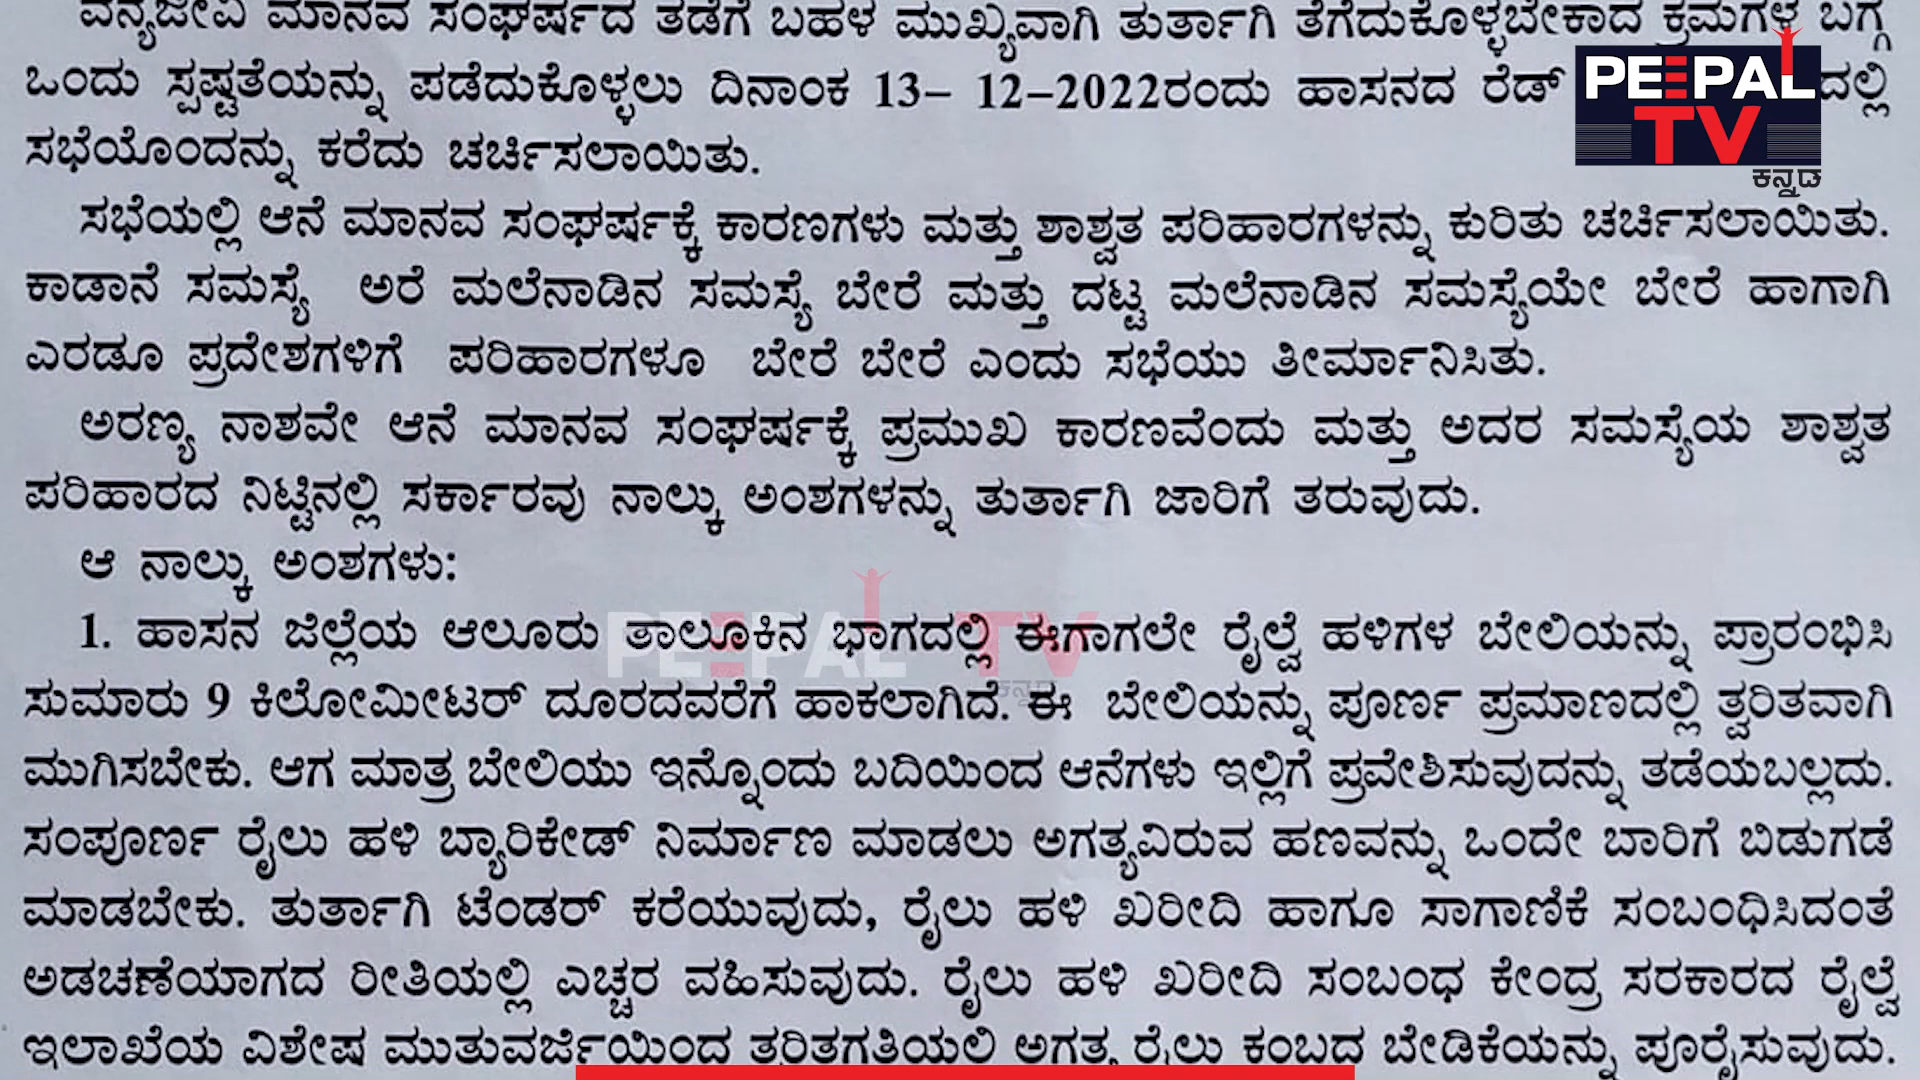 ವನ್ಯಜೀವಿ ಮಾನವ ಸಂಘರ್ಷದ ತಡೆಗೆ ಬಹಳ ಮುಖ್ಯವಾಗಿ ತುರ್ತಾಗಿ ತೆಗೆದುಕೊಳ್ಳಬೇಕಾದ ಕ್ರಮಗಳ ಬಗ್ಗೆ
ಒಂದು ಸ್ಪಷ್ಟತೆಯನ್ನು ಪಡೆದುಕೊಳ್ಳಲು ದಿನಾಂಕ 13– 12–2022ರಂದು ಹಾಸನದ ರೆಡ್ ದಲ್ಲಿ
PEEPAL
TV
ಕನ್ನಡ
ಸಭೆಯೊಂದನ್ನು ಕರೆದು ಚರ್ಚಿಸಲಾಯಿತು.
ಸಭೆಯಲ್ಲಿ ಆನೆ ಮಾನವ ಸಂಘರ್ಷಕ್ಕೆ ಕಾರಣಗಳು ಮತ್ತು ಶಾಶ್ವತ ಪರಿಹಾರಗಳನ್ನು ಕುರಿತು ಚರ್ಚಿಸಲಾಯಿತು.
ಕಾಡಾನೆ ಸಮಸ್ಯೆ ಅರೆ ಮಲೆನಾಡಿನ ಸಮಸ್ಯೆ ಬೇರೆ ಮತ್ತು ದಟ್ಟ ಮಲೆನಾಡಿನ ಸಮಸ್ಯೆಯೇ ಬೇರೆ ಹಾಗಾಗಿ
ಎರಡೂ ಪ್ರದೇಶಗಳಿಗೆ ಪರಿಹಾರಗಳೂ ಬೇರೆ ಬೇರೆ ಎಂದು ಸಭೆಯು ತೀರ್ಮಾನಿಸಿತು.
ಅರಣ್ಯ ನಾಶವೇ ಆನೆ ಮಾನವ ಸಂಘರ್ಷಕ್ಕೆ ಪ್ರಮುಖ ಕಾರಣವೆಂದು ಮತ್ತು ಅದರ ಸಮಸ್ಯೆಯ ಶಾಶ್ವತ
ಪರಿಹಾರದ ನಿಟ್ಟಿನಲ್ಲಿ ಸರ್ಕಾರವು ನಾಲ್ಕು ಅಂಶಗಳನ್ನು ತುರ್ತಾಗಿ ಜಾರಿಗೆ ತರುವುದು.
ಆ ನಾಲ್ಕು ಅಂಶಗಳು:
1. ಹಾಸನ ಜಿಲ್ಲೆಯ ಆಲೂರು ತಾಲೂಕಿನ ಭಾಗದಲ್ಲಿ ಈಗಾಗಲೇ ರೈಲ್ವೆ ಹಳಿಗಳ ಬೇಲಿಯನ್ನು ಪ್ರಾರಂಭಿಸಿ
PEEPAL TV
ಕನ್ನಡ
ಸುಮಾರು 9 ಕಿಲೋಮೀಟರ್ ದೂರದವರೆಗೆ ಹಾಕಲಾಗಿದೆ. ಈ ಬೇಲಿಯನ್ನು ಪೂರ್ಣ ಪ್ರಮಾಣದಲ್ಲಿ ತ್ವರಿತವಾಗಿ
ಮುಗಿಸಬೇಕು. ಆಗ ಮಾತ್ರ ಬೇಲಿಯು ಇನ್ನೊಂದು ಬದಿಯಿಂದ ಆನೆಗಳು ಇಲ್ಲಿಗೆ ಪ್ರವೇಶಿಸುವುದನ್ನು ತಡೆಯಬಲ್ಲದು.
ಸಂಪೂರ್ಣ ರೈಲು ಹಳಿ ಬ್ಯಾರಿಕೇಡ್ ನಿರ್ಮಾಣ ಮಾಡಲು ಅಗತ್ಯವಿರುವ ಹಣವನ್ನು ಒಂದೇ ಬಾರಿಗೆ ಬಿಡುಗಡೆ
ಮಾಡಬೇಕು. ತುರ್ತಾಗಿ ಟೆಂಡರ್ ಕರೆಯುವುದು, ರೈಲು ಹಳಿ ಖರೀದಿ ಹಾಗೂ ಸಾಗಾಣಿಕೆ ಸಂಬಂಧಿಸಿದಂತೆ
ಅಡಚಣೆಯಾಗದ ರೀತಿಯಲ್ಲಿ ಎಚ್ಚರ ವಹಿಸುವುದು. ರೈಲು ಹಳಿ ಖರೀದಿ ಸಂಬಂಧ ಕೇಂದ್ರ ಸರಕಾರದ ರೈಲ್ವೆ
ಇಲಾಖೆಯ ವಿಶೇಷ ಮುತುವರ್ಜಿಯಿಂದ ತ್ವರಿತಗತಿಯಲ್ಲಿ ಅಗತ್ಯ ರೈಲು ಕಂಬದ ಬೇಡಿಕೆಯನ್ನು ಪೂರೈಸುವುದು.